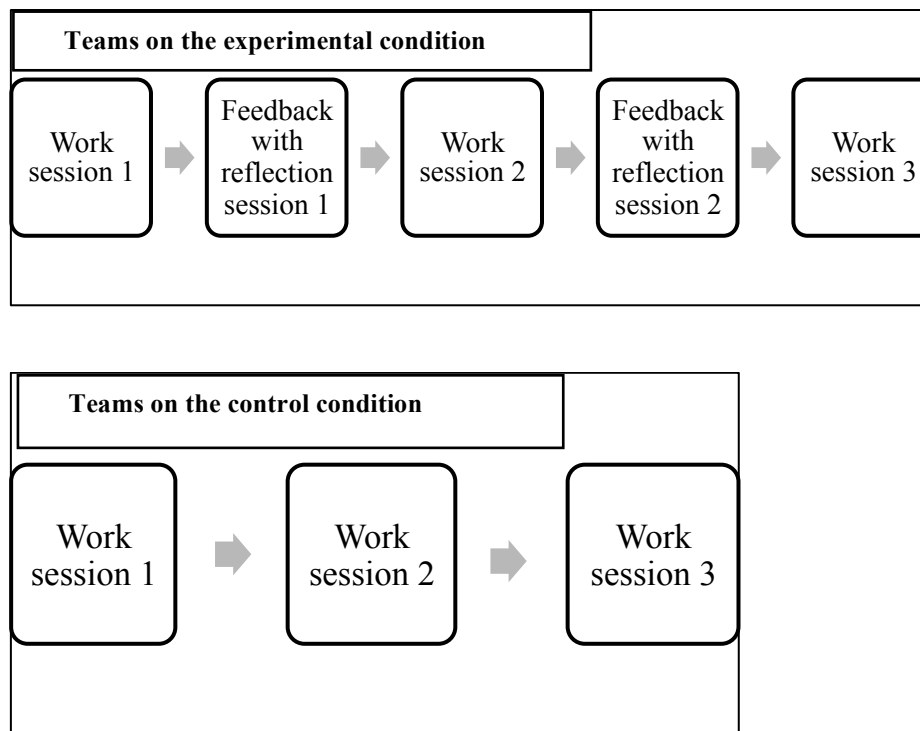 Teams on the experimental condition
Work
session 1
Feedback
with
reflection
session 1
Work
session 2
Feedback
with
reflection
session 2
Work
session 3
Teams on the control condition
Work
session 1
Work
session 2
Work
session 3